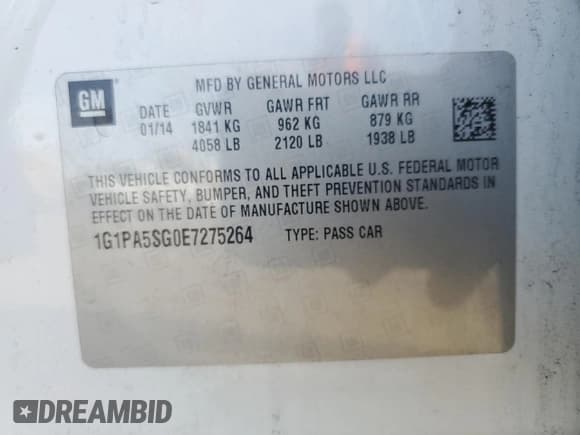 GM
MFD BY GENERAL MOTORS LLC
DATE GVWR GAWR FRT GAWR RR
01/14 1841 KG 962 KG 879 KG
4058 LB 2120 LB 1938 LB
THIS VEHICLE CONFORMS TO ALL APPLICABLE U.S. FEDERAL MOTOR
VEHICLE SAFETY, BUMPER, AND THEFT PREVENTION STANDARDS IN
EFFECT ON THE DATE OF MANUFACTURE SHOWN ABOVE.
1G1PA5SG0E7275264 TYPE: PASS CAR
DREAMBID